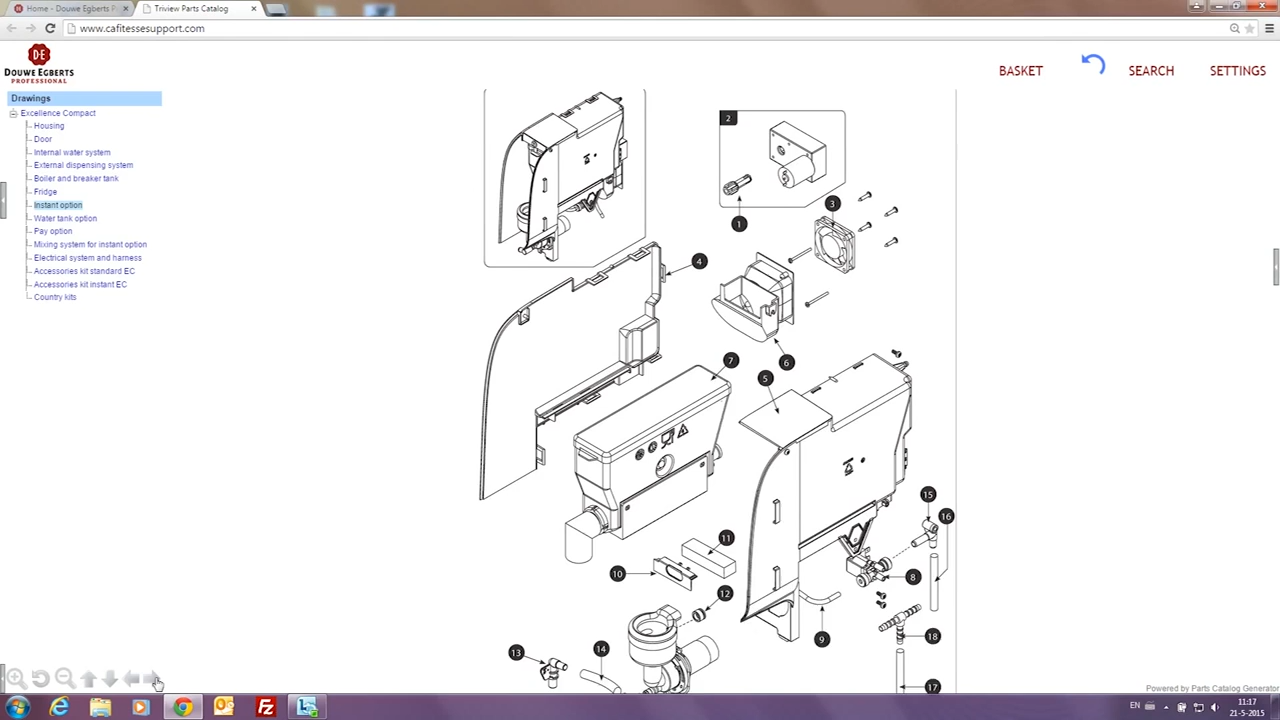 Home - Douwe Egberts P
Triview Parts Catalog
www.cafitessesupport.com
D·E
DOUWE EGBERTS
PROFESSIONAL
BASKET
SEARCH
SETTINGS
Drawings
Excellence Compact
Housing
Door
Internal water system
External dispensing system
Boiler and breaker tank
Fridge
Instant option
Water tank option
Pay option
Mixing system for instant option
Electrical system and harness
Accessories kit standard EC
Accessories kit instant EC
Country kits
2
1
3
4
6
7
5
15
16
11
10
8
12
9
18
13
14
17
Powered by Parts Catalog Generator
EN
11:17
21-5-2015